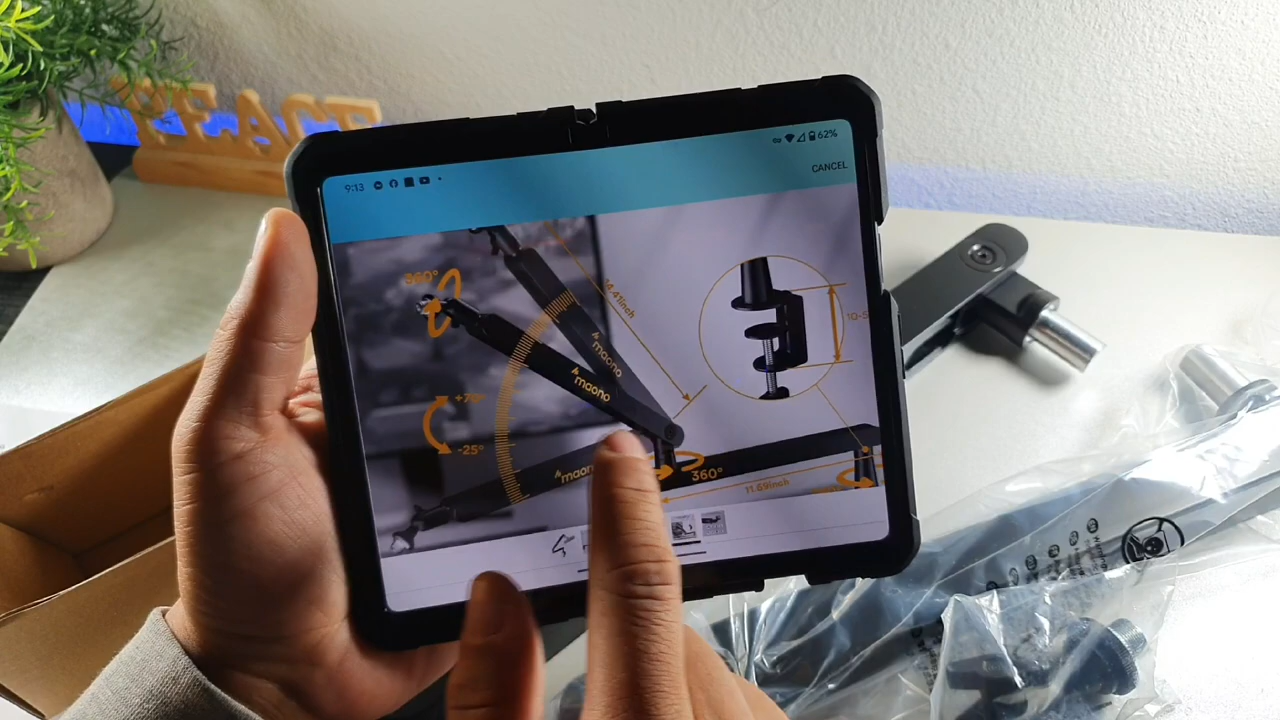 PEACE
9:13
62%
CANCEL
360°
14.41inch
maono
maono
+70°
-25°
maono
360°
11.69inch